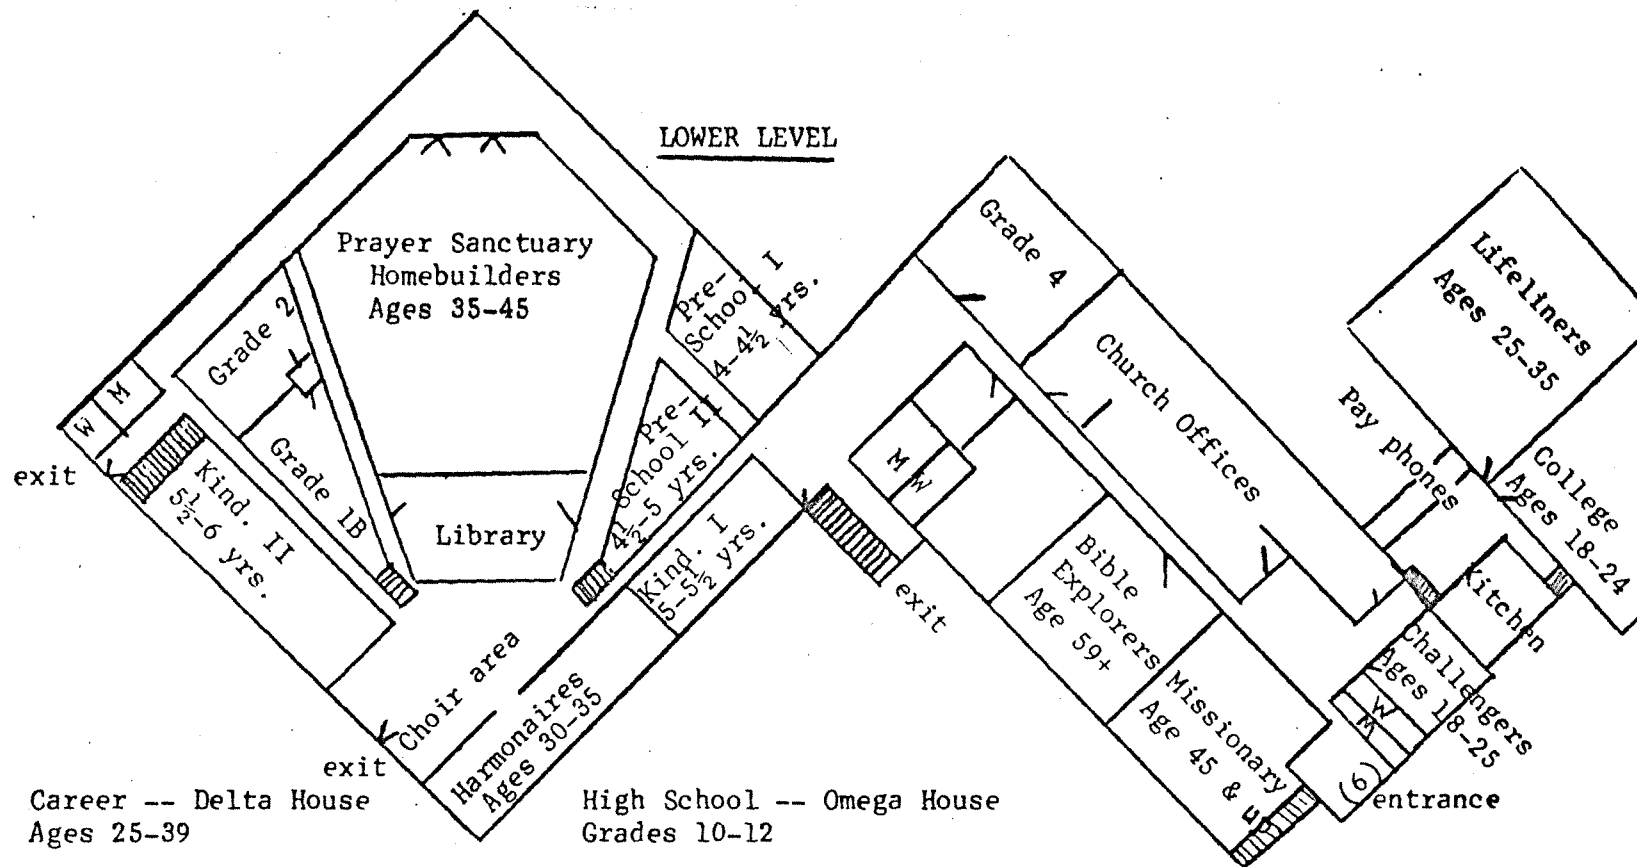 LOWER LEVEL
Prayer Sanctuary
Homebuilders
Ages 35-45
Grade 2
Pre-
School I
4-4½ yrs.
M
W
exit
Kind. II
5½-6 yrs.
Grade 1B
Library
Pre-
School II
4½-5 yrs.
Kind. I
5-5½ yrs.
Choir area
exit
Harmonaires
Ages 30-35
Grade 4
Church Offices
M
W
exit
Bible
Explorers
Age 59+
Missionary
Age 45 & up
Lifeliners
Ages 25-35
Pay phones
College
Ages 18-24
Kitchen
Challengers
Ages 18-25
W
M
(6)
entrance
Career -- Delta House
Ages 25-39
High School -- Omega House
Grades 10-12